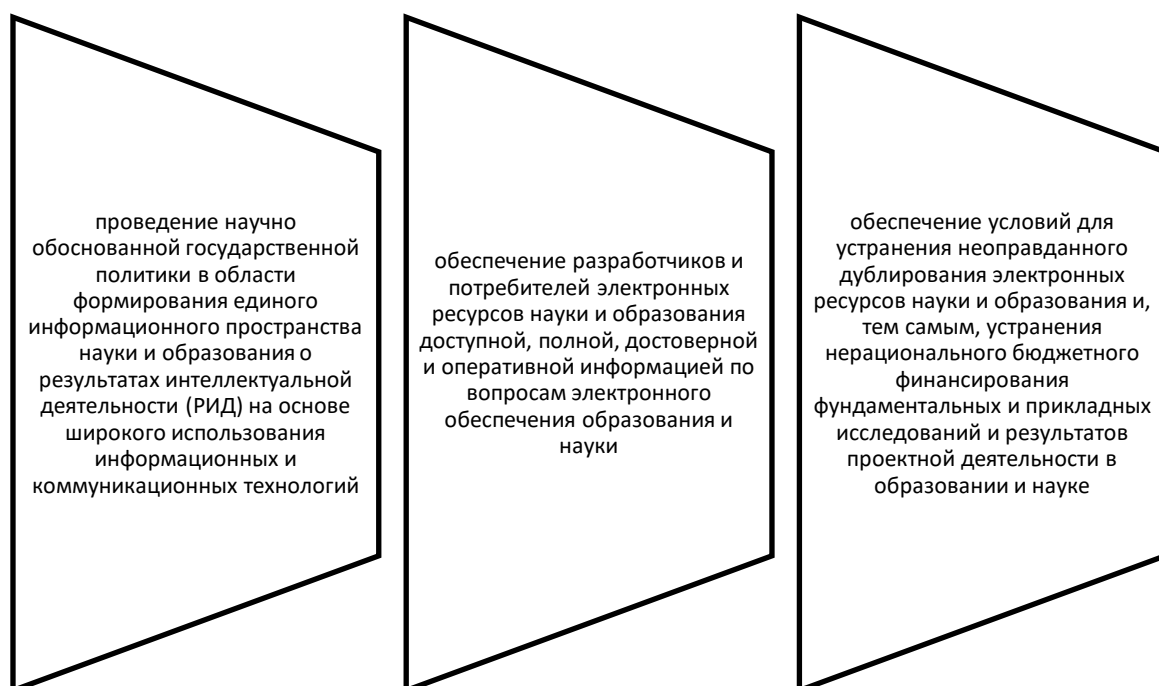 проведение научно
обоснованной государственной
политики в области
формирования единого
информационного пространства
науки и образования о
результатах интеллектуальной
деятельности (РИД) на основе
широкого использования
информационных и
коммуникационных технологий
обеспечение разработчиков и
потребителей электронных
ресурсов науки и образования
доступной, полной, достоверной
и оперативной информацией по
вопросам электронного
обеспечения образования и
науки
обеспечение условий для
устранения неоправданного
дублирования электронных
ресурсов науки и образования и,
тем самым, устранения
нерационального бюджетного
финансирования
фундаментальных и прикладных
исследований и результатов
проектной деятельности в
образовании и науке